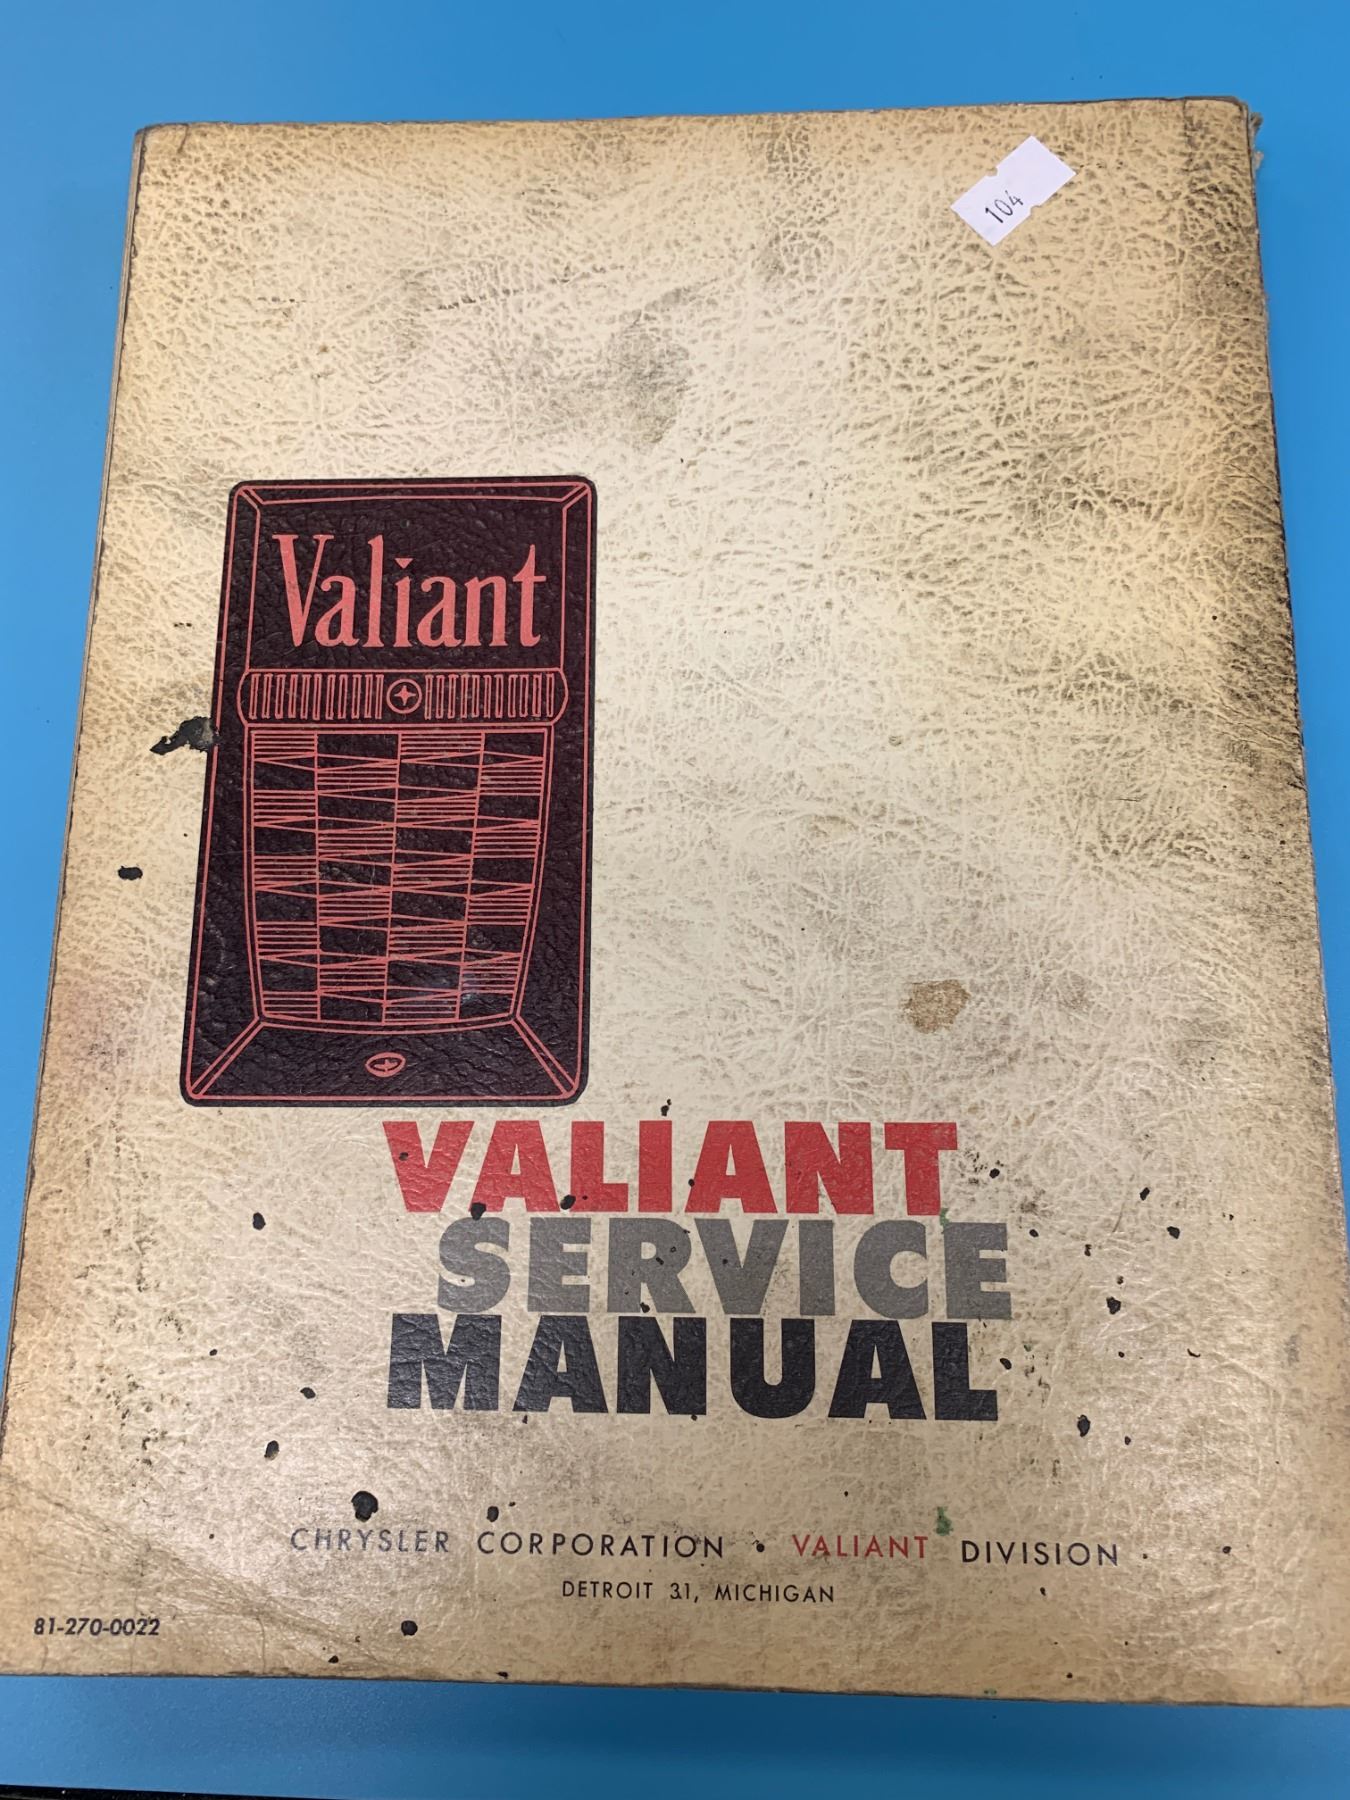 104
Valiant
VALIANT
SERVICE
MANUAL
CHRYSLER CORPORATION • VALIANT DIVISION
DETROIT 31, MICHIGAN
81-270-0022